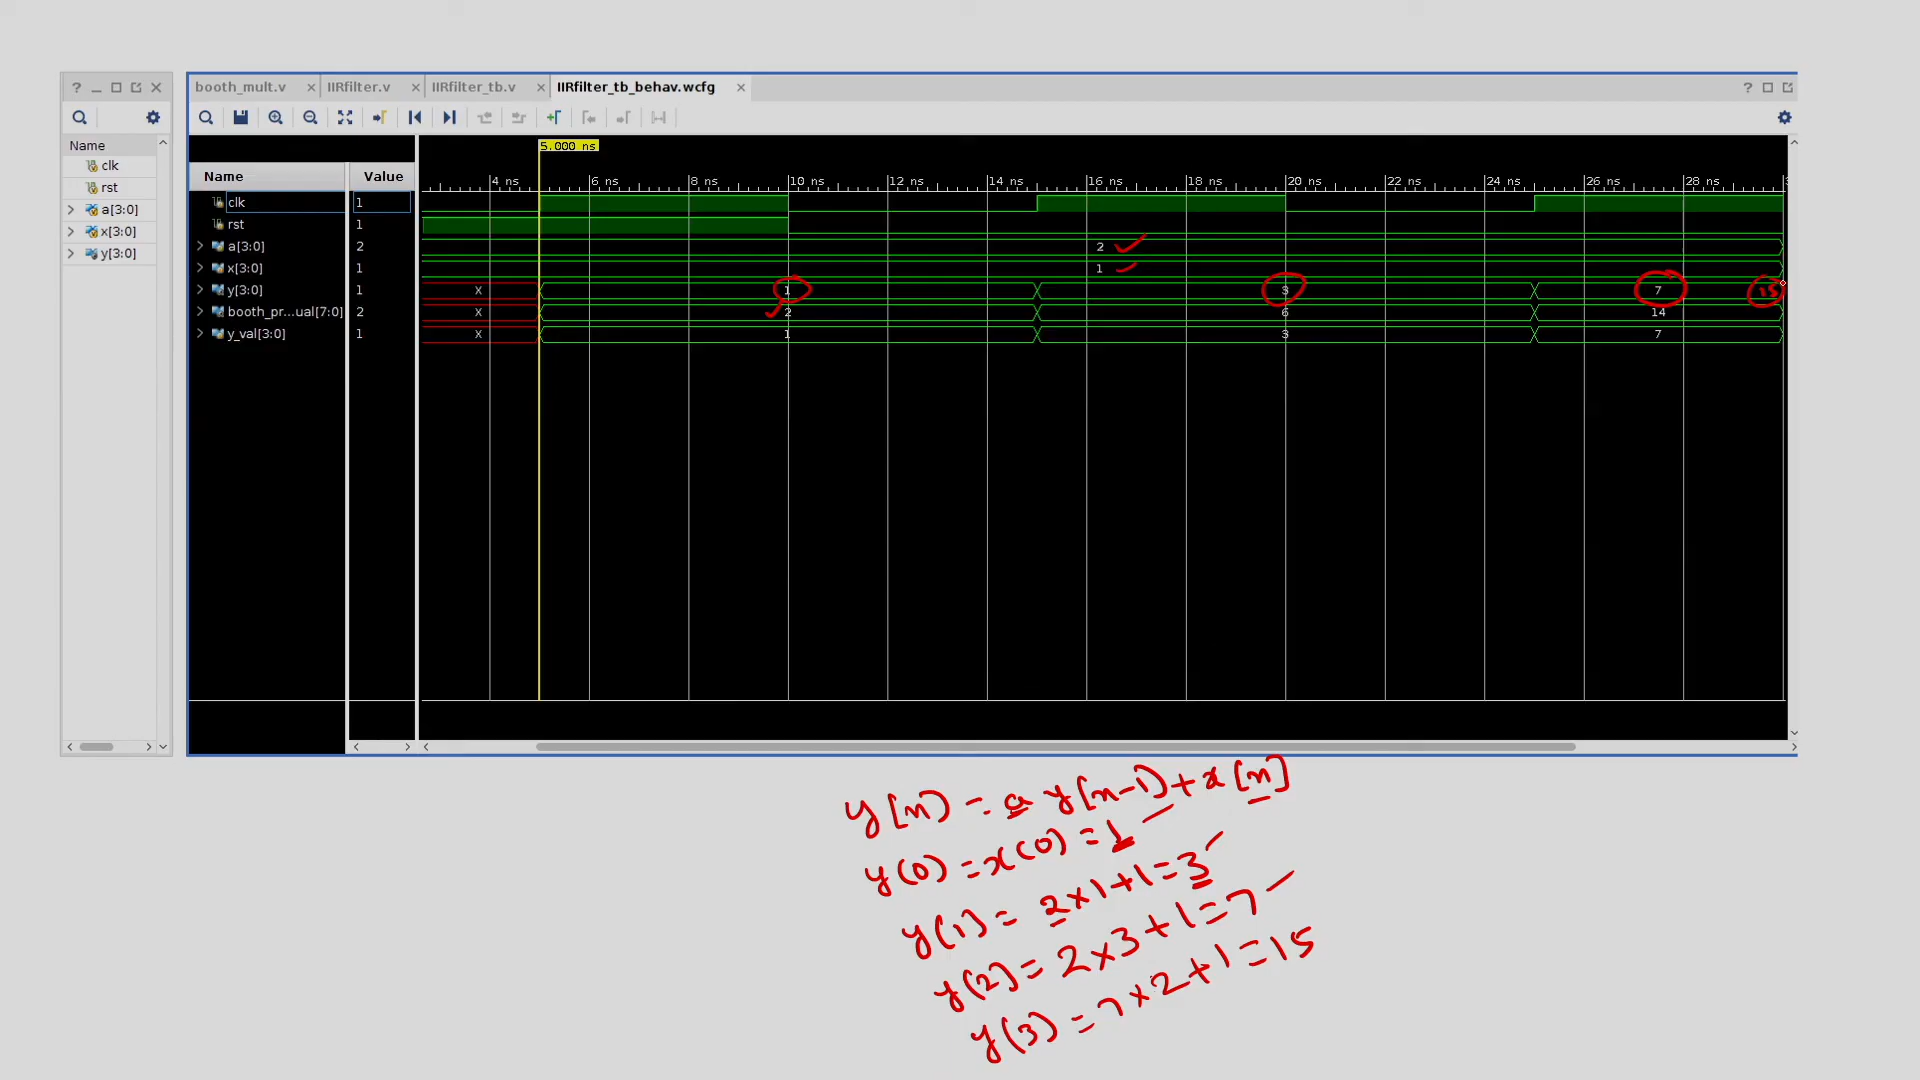 booth_mult.v IIRfilter.v IIRfilter_tb.v IIRfilter_tb_behav.wcfg
Name
clk
rst
a[3:0]
x[3:0]
y[3:0]
5.000 ns
Name Value
4 ns 6 ns 8 ns 10 ns 12 ns 14 ns 16 ns 18 ns 20 ns 22 ns 24 ns 26 ns 28 ns
clk 1
rst 1
a[3:0] 2 2
x[3:0] 1 1
y[3:0] 1 X 1 3 7 15
booth_pr...ual[7:0] 2 X 2 6 14
y_val[3:0] 1 X 1 3 7
y[n] = a y[n-1] + x[n]
y(0) = x(0) = 1
y(1) = 2×1+1=3
y(2) = 2×3+1=7
y(3) = 7×2+1=15